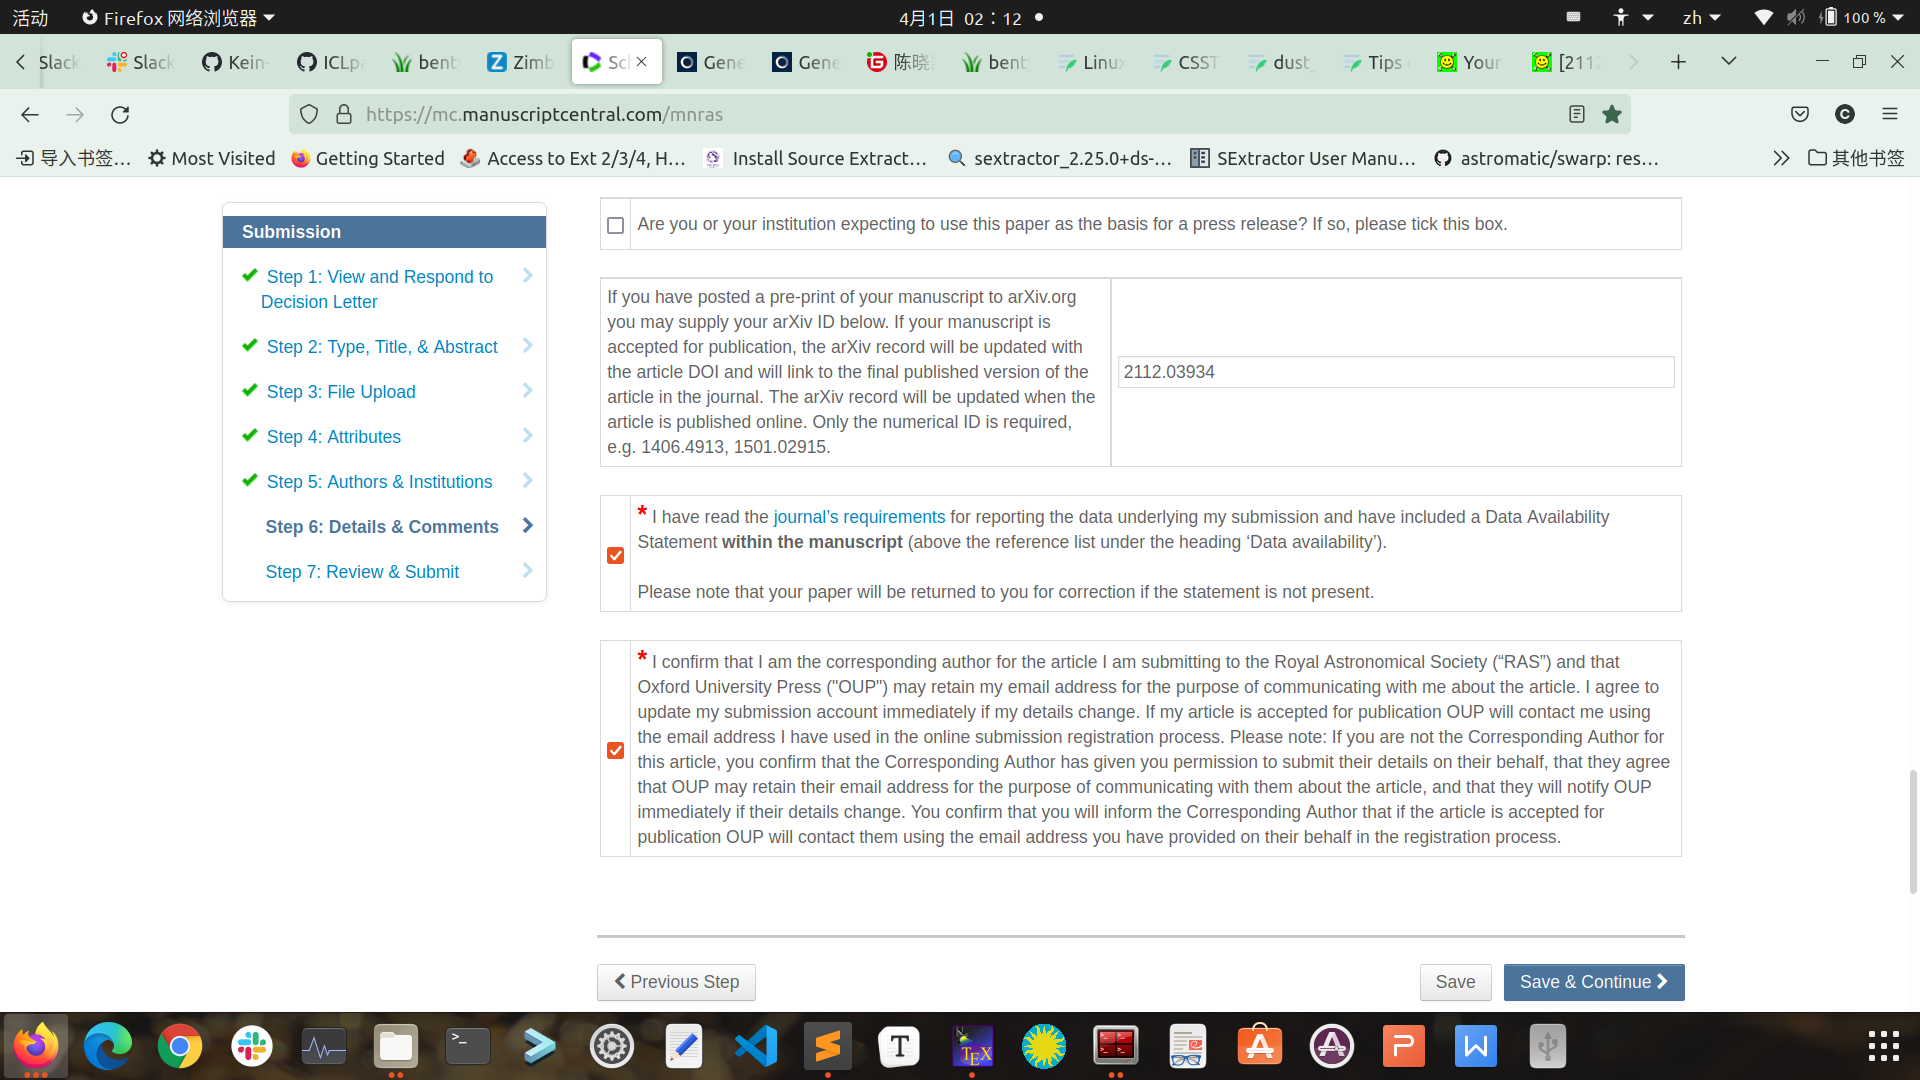 活动
Firefox 网络浏览器
4月1日 02：12
zh
100 %
Slack
Slack
Kein-
ICLpa
bent
Zimb
Sch
Gene
Gene
陈晓
bent
Linux
CSST
dust_
Tips
Your
[2112
https://mc.manuscriptcentral.com/mnras
导入书签…
Most Visited
Getting Started
Access to Ext 2/3/4, H…
Install Source Extract…
sextractor_2.25.0+ds-…
SExtractor User Manu…
astromatic/swarp: res…
其他书签
Submission
Step 1: View and Respond to
Decision Letter
Step 2: Type, Title, & Abstract
Step 3: File Upload
Step 4: Attributes
Step 5: Authors & Institutions
Step 6: Details & Comments
Step 7: Review & Submit
Are you or your institution expecting to use this paper as the basis for a press release? If so, please tick this box.
If you have posted a pre-print of your manuscript to arXiv.org
you may supply your arXiv ID below. If your manuscript is
accepted for publication, the arXiv record will be updated with
the article DOI and will link to the final published version of the
article in the journal. The arXiv record will be updated when the
article is published online. Only the numerical ID is required,
e.g. 1406.4913, 1501.02915.
2112.03934
* I have read the journal’s requirements for reporting the data underlying my submission and have included a Data Availability
Statement within the manuscript (above the reference list under the heading ‘Data availability’).
Please note that your paper will be returned to you for correction if the statement is not present.
* I confirm that I am the corresponding author for the article I am submitting to the Royal Astronomical Society (“RAS”) and that
Oxford University Press ("OUP") may retain my email address for the purpose of communicating with me about the article. I agree to
update my submission account immediately if my details change. If my article is accepted for publication OUP will contact me using
the email address I have used in the online submission registration process. Please note: If you are not the Corresponding Author for
this article, you confirm that the Corresponding Author has given you permission to submit their details on their behalf, that they agree
that OUP may retain their email address for the purpose of communicating with them about the article, and that they will notify OUP
immediately if their details change. You confirm that you will inform the Corresponding Author that if the article is accepted for
publication OUP will contact them using the email address you have provided on their behalf in the registration process.
Previous Step
Save
Save & Continue